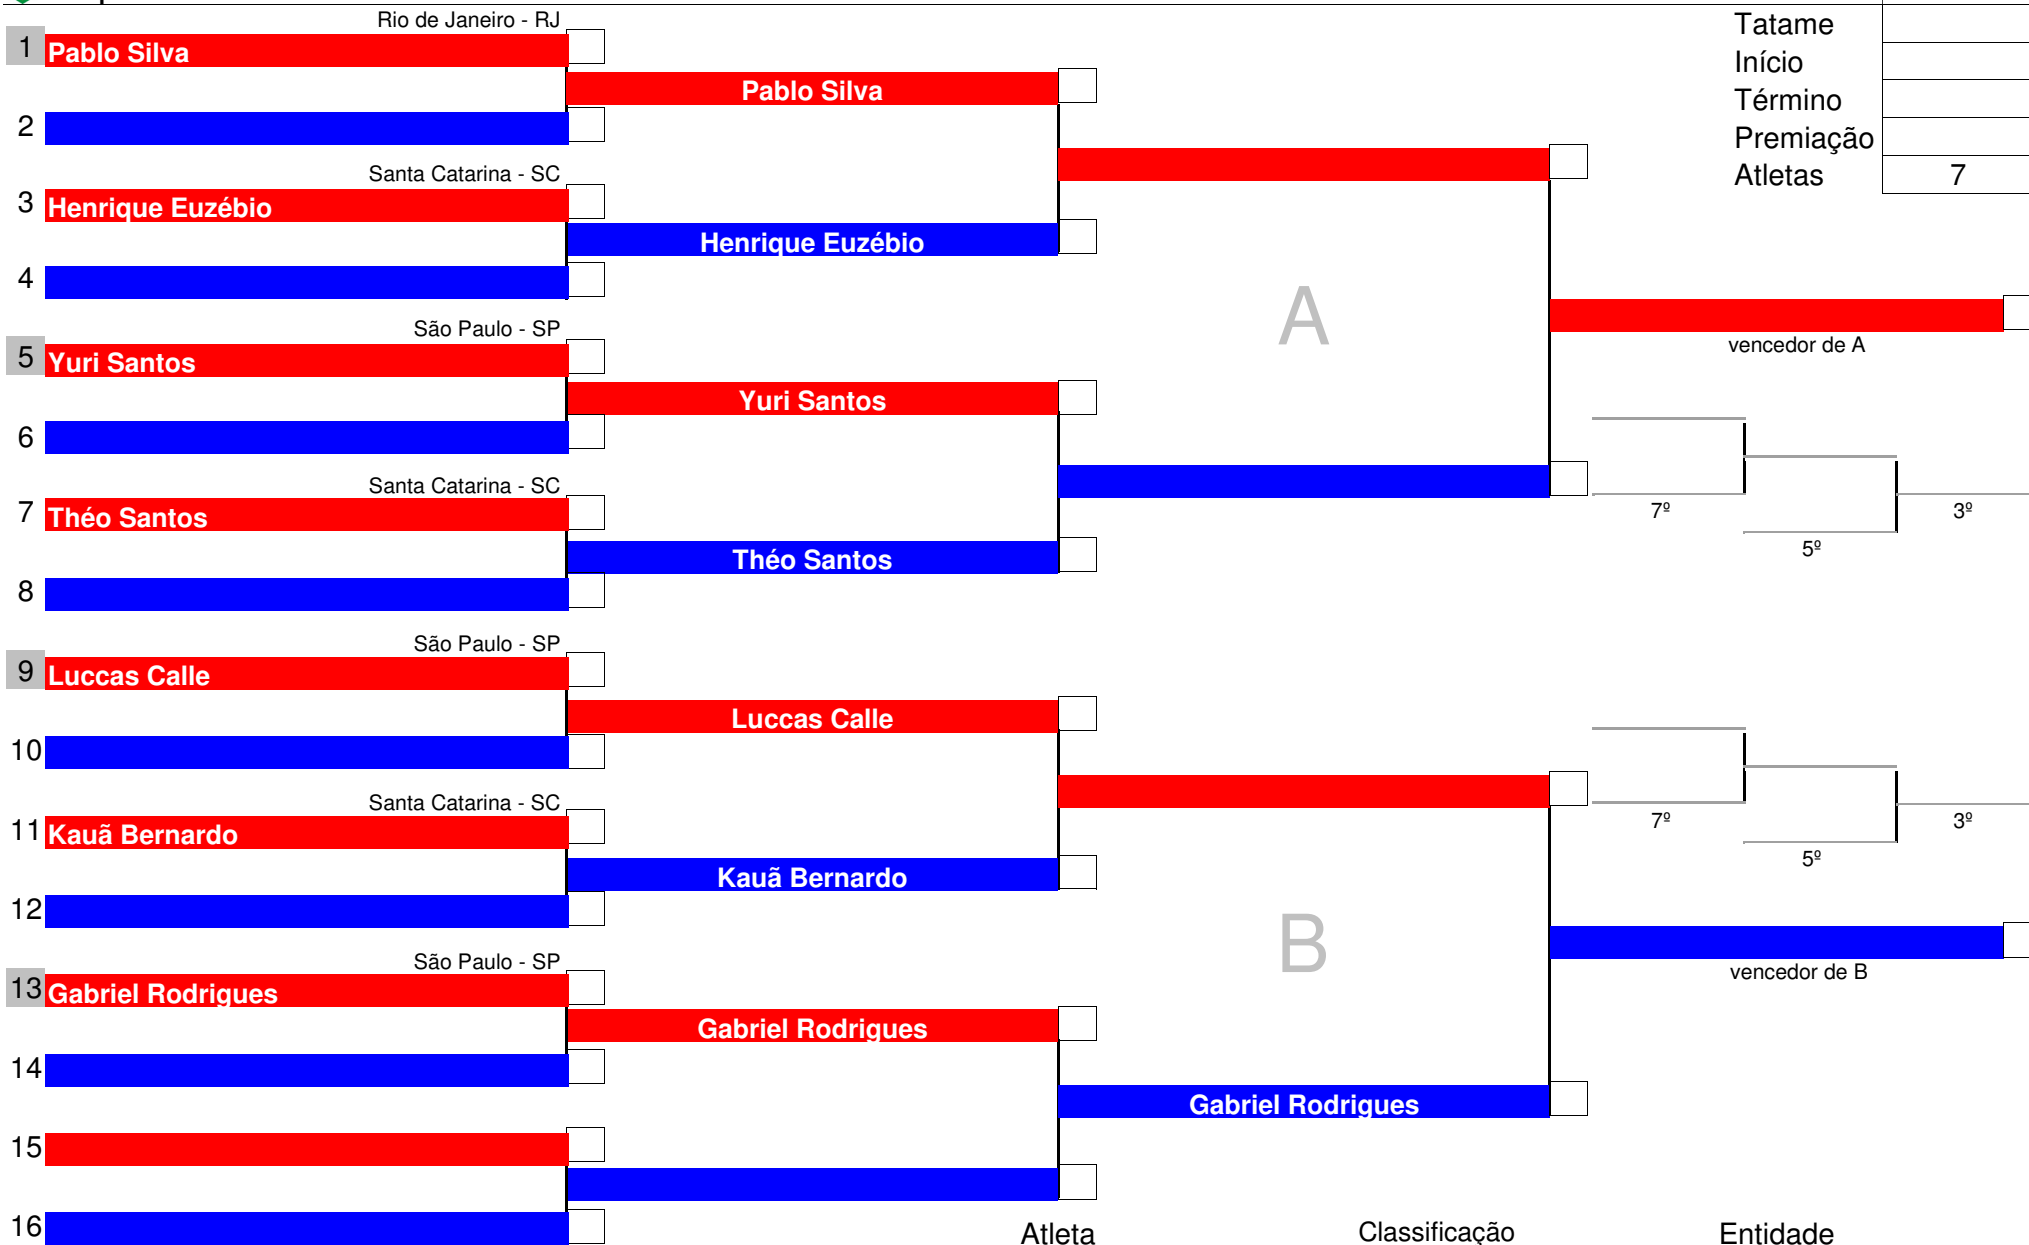 Rio de Janeiro - RJ
Tatame
1 Pablo Silva
Início
Pablo Silva
Término
2
Premiação
Santa Catarina - SC
Atletas 7
3 Henrique Euzébio
Henrique Euzébio
4
A
São Paulo - SP
vencedor de A
5 Yuri Santos
Yuri Santos
6
Santa Catarina - SC
7º 3º
7 Théo Santos
5º
Théo Santos
8
São Paulo - SP
9 Luccas Calle
Luccas Calle
10
Santa Catarina - SC
7º 3º
11 Kauã Bernardo
5º
Kauã Bernardo
12
B
São Paulo - SP
vencedor de B
13 Gabriel Rodrigues
Gabriel Rodrigues
14
Gabriel Rodrigues
15
16
Atleta Classificação Entidade